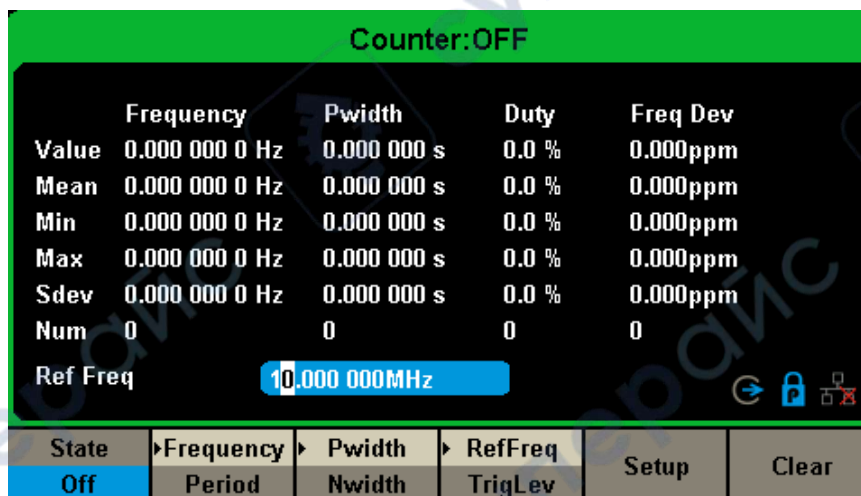 Counter:OFF
Frequency Pwidth Duty Freq Dev
Value 0.000 000 0 Hz 0.000 000 s 0.0 % 0.000ppm
Mean 0.000 000 0 Hz 0.000 000 s 0.0 % 0.000ppm
Min 0.000 000 0 Hz 0.000 000 s 0.0 % 0.000ppm
Max 0.000 000 0 Hz 0.000 000 s 0.0 % 0.000ppm
Sdev 0.000 000 0 Hz 0.000 000 s 0.0 % 0.000ppm
Num 0 0 0 0
Ref Freq 10.000 000MHz
P
State Frequency Pwidth RefFreq Setup Clear
Off Period Nwidth TrigLev